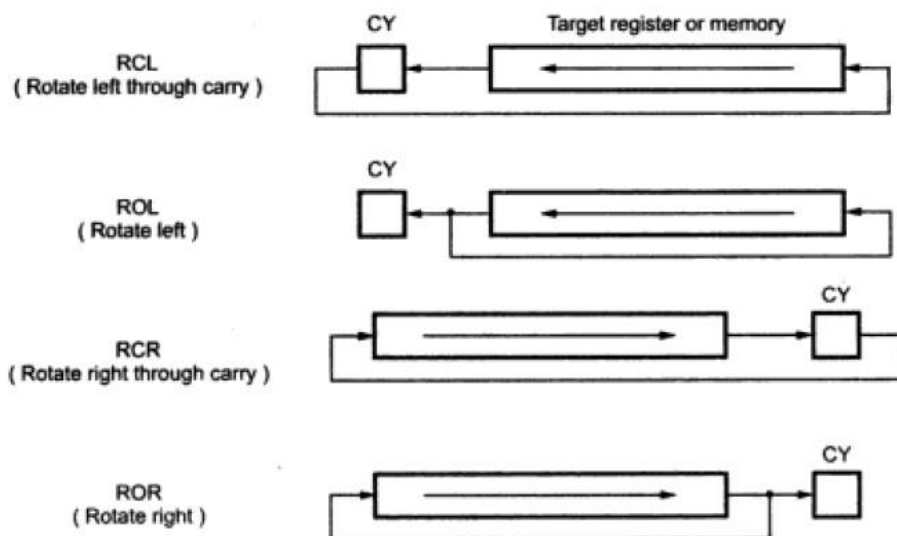 CY Target register or memory
RCL
( Rotate left through carry )
CY
ROL
( Rotate left )
CY
RCR
( Rotate right through carry )
CY
ROR
( Rotate right )